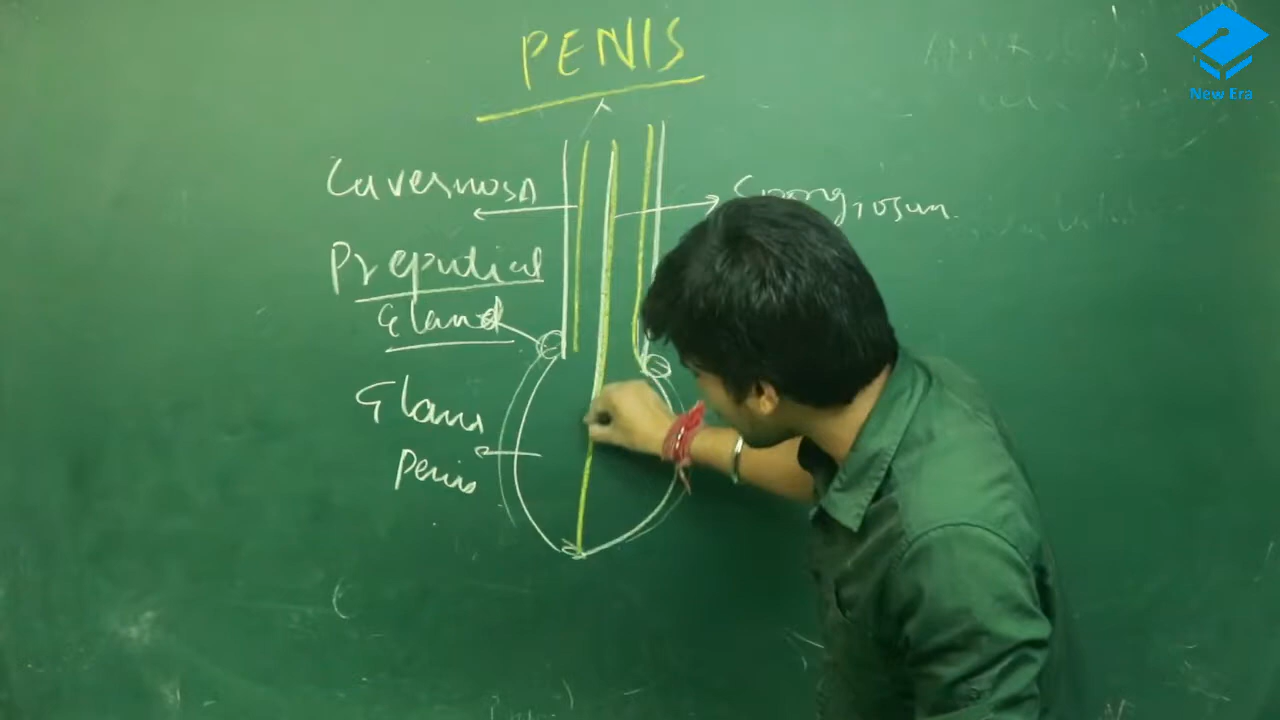 PENIS
New Era
Cavernosa
Spongiosum
Preputial
Gland
Glans
Penis